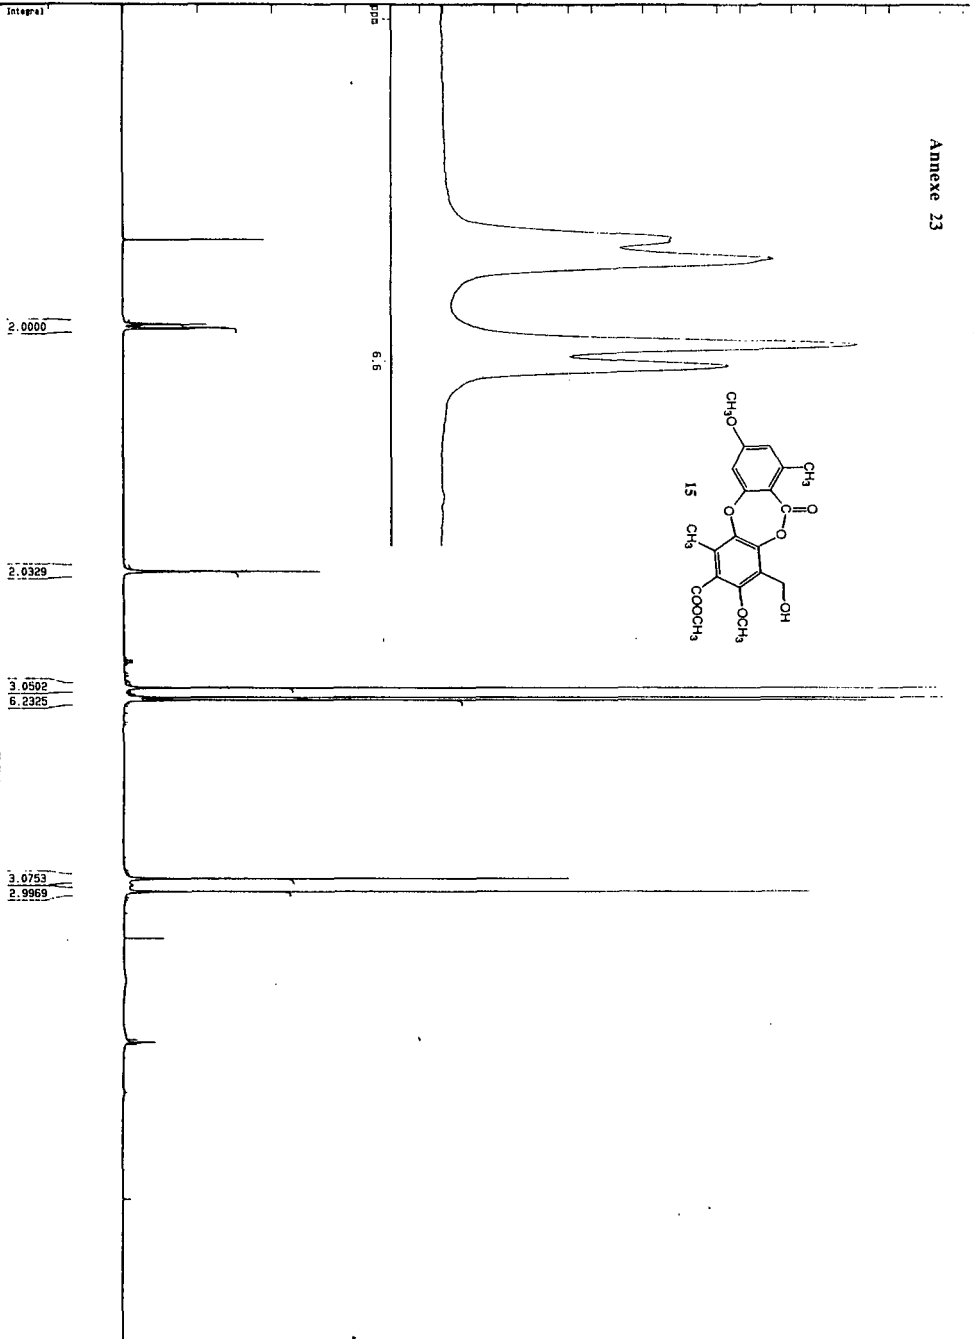 Annexe 23
Integral
ppm
6.6
2.0000
2.0329
3.0502
6.2325
3.0753
2.9969
CH₃O
CH₃
O
C
O
O
CH₃
OH
OCH₃
COOCH₃
15